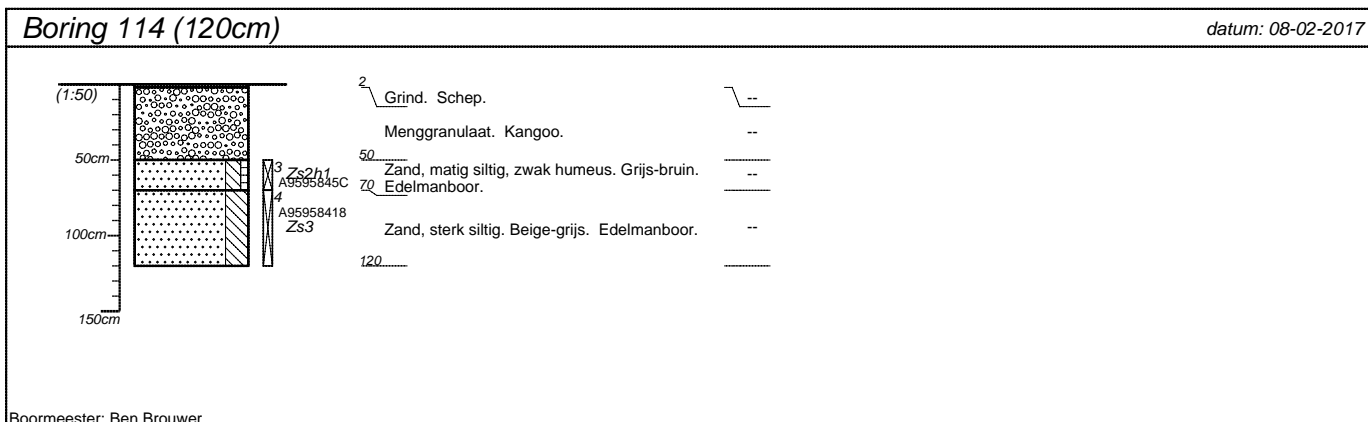 Boring 114 (120cm)
datum: 08-02-2017
(1:50)
2
Grind. Schep.
--
Menggranulaat. Kangoo.
--
50cm
50
3
Zs2h1
A9595845C
Zand, matig siltig, zwak humeus. Grijs-bruin.
Edelmanboor.
--
70
4
A95958418
Zs3
100cm
Zand, sterk siltig. Beige-grijs. Edelmanboor.
--
120
150cm
Boormeester: Ben Brouwer